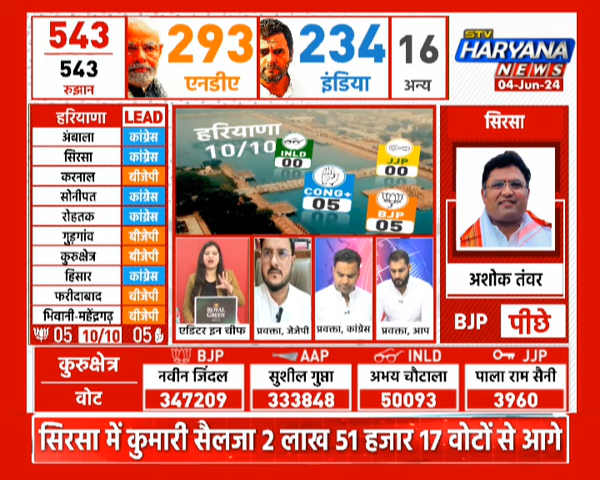 543
543
रुझान
293
एनडीए
234
इंडिया
16
अन्य
STV
HARYANA
NEWS
04-Jun-24
हरियाणा LEAD
अंबाला कांग्रेस
सिरसा कांग्रेस
करनाल बीजेपी
सोनीपत कांग्रेस
रोहतक कांग्रेस
गुड़गांव बीजेपी
कुरुक्षेत्र बीजेपी
हिसार कांग्रेस
फरीदाबाद बीजेपी
भिवानी-महेंद्रगढ़ बीजेपी
05 10/10 05
हरियाणा
10/10
INLD
00
JJP
00
CONG+
05
BJP
05
ROYAL
GREEN
एडिटर इन चीफ
प्रवक्ता, जेजेपी
प्रवक्ता, कांग्रेस
प्रवक्ता, आप
सिरसा
अशोक तंवर
BJP पीछे
कुरुक्षेत्र
वोट
BJP
नवीन जिंदल
347209
AAP
सुशील गुप्ता
333848
INLD
अभय चौटाला
50093
JJP
पाला राम सैनी
3960
सिरसा में कुमारी सैलजा 2 लाख 51 हजार 17 वोटों से आगे